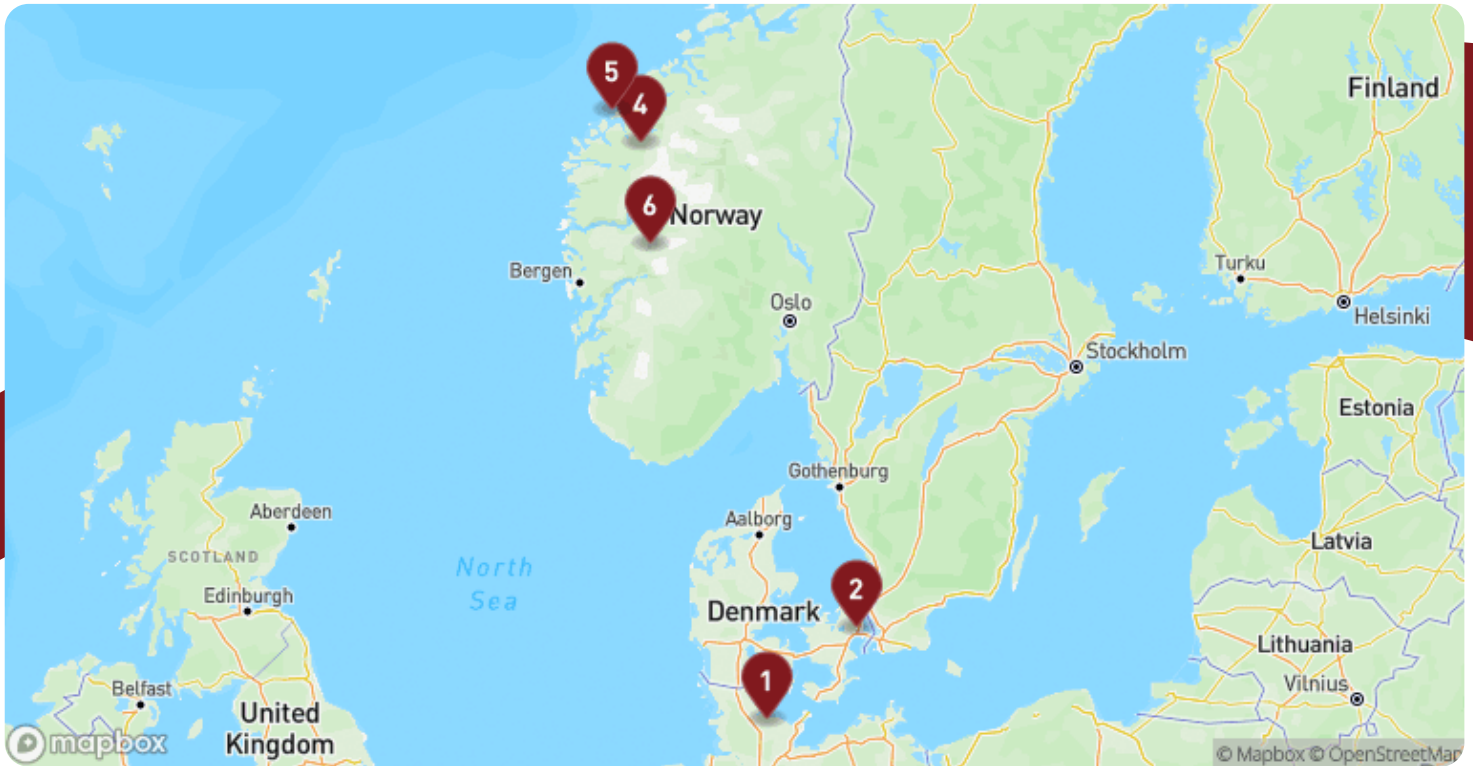 5
4
Finland
6
Norway
Bergen
Turku
Oslo
Helsinki
Stockholm
Estonia
Gothenburg
Aalborg
Aberdeen
SCOTLAND
Latvia
North
Sea
Edinburgh
2
Denmark
Lithuania
1
Vilnius
Belfast
United
Kingdom
mapbox
© Mapbox © OpenStreetMap